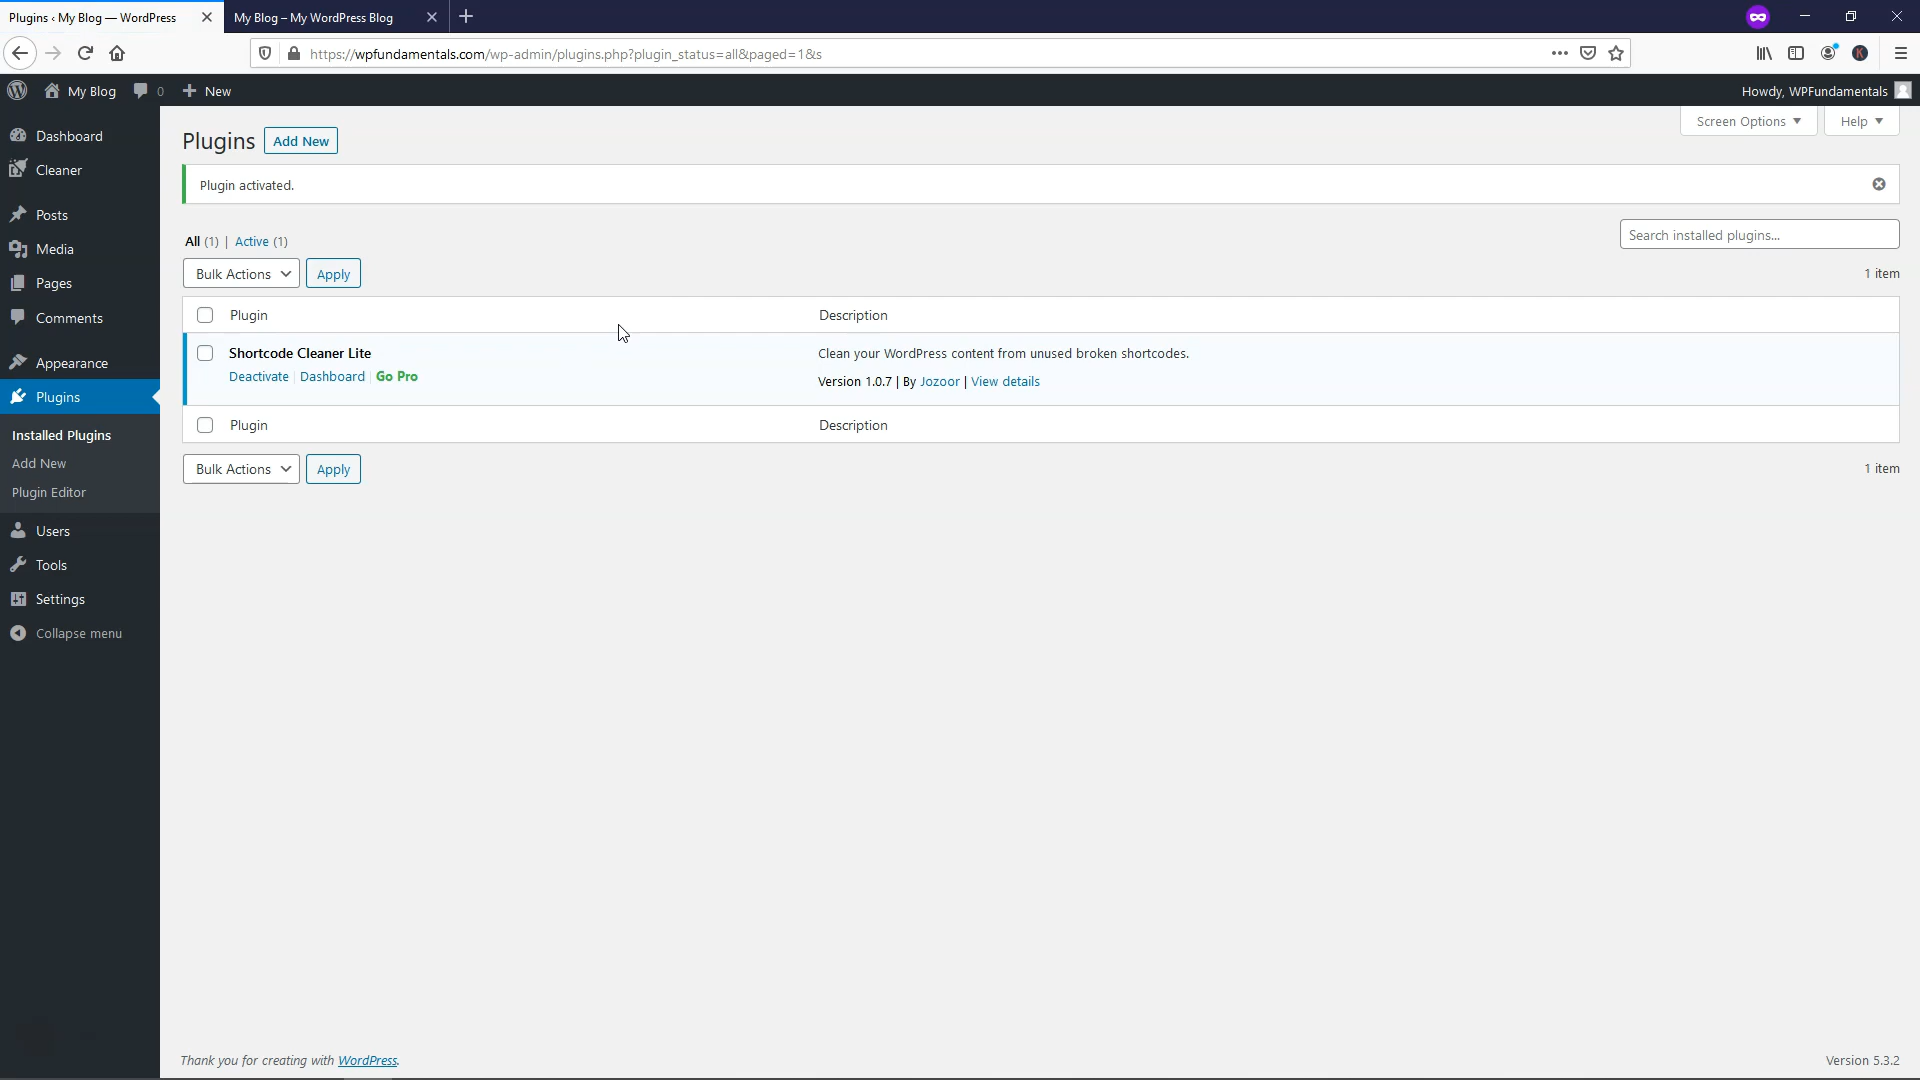 Plugins ‹ My Blog — WordPress
My Blog – My WordPress Blog
https://wpfundamentals.com/wp-admin/plugins.php?plugin_status=all&paged=1&s
My Blog
0
New
Howdy, WPFundamentals
Dashboard
Cleaner
Posts
Media
Pages
Comments
Appearance
Plugins
Installed Plugins
Add New
Plugin Editor
Users
Tools
Settings
Collapse menu
Screen Options
Help
Plugins
Add New
Plugin activated.
All (1) | Active (1)
Search installed plugins...
Bulk Actions
Apply
1 item
Plugin
Description
Shortcode Cleaner Lite
Clean your WordPress content from unused broken shortcodes.
Deactivate | Dashboard | Go Pro
Version 1.0.7 | By Jozoor | View details
Plugin
Description
Bulk Actions
Apply
1 item
Thank you for creating with WordPress.
Version 5.3.2